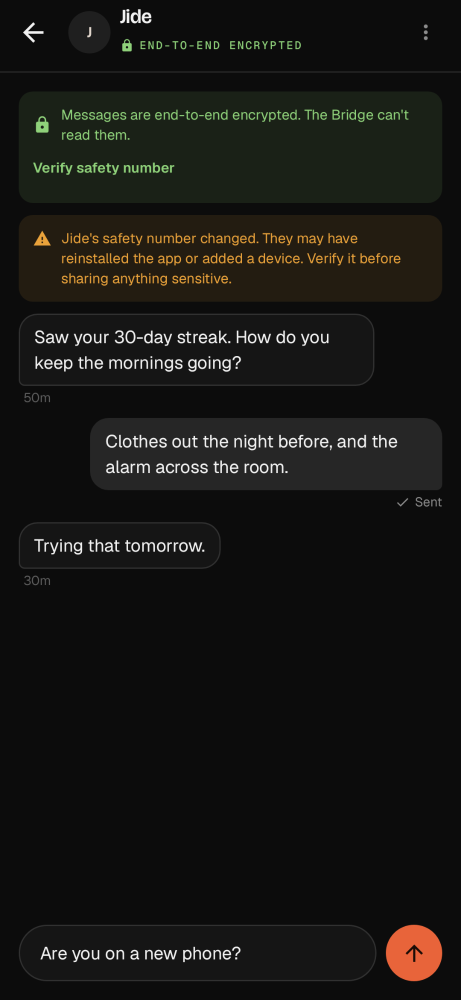 Jide
J
END-TO-END ENCRYPTED
Messages are end-to-end encrypted. The Bridge can't
read them.
Verify safety number
Jide's safety number changed. They may have
reinstalled the app or added a device. Verify it before
sharing anything sensitive.
Saw your 30-day streak. How do you
keep the mornings going?
50m
Clothes out the night before, and the
alarm across the room.
Sent
Trying that tomorrow.
30m
Are you on a new phone?